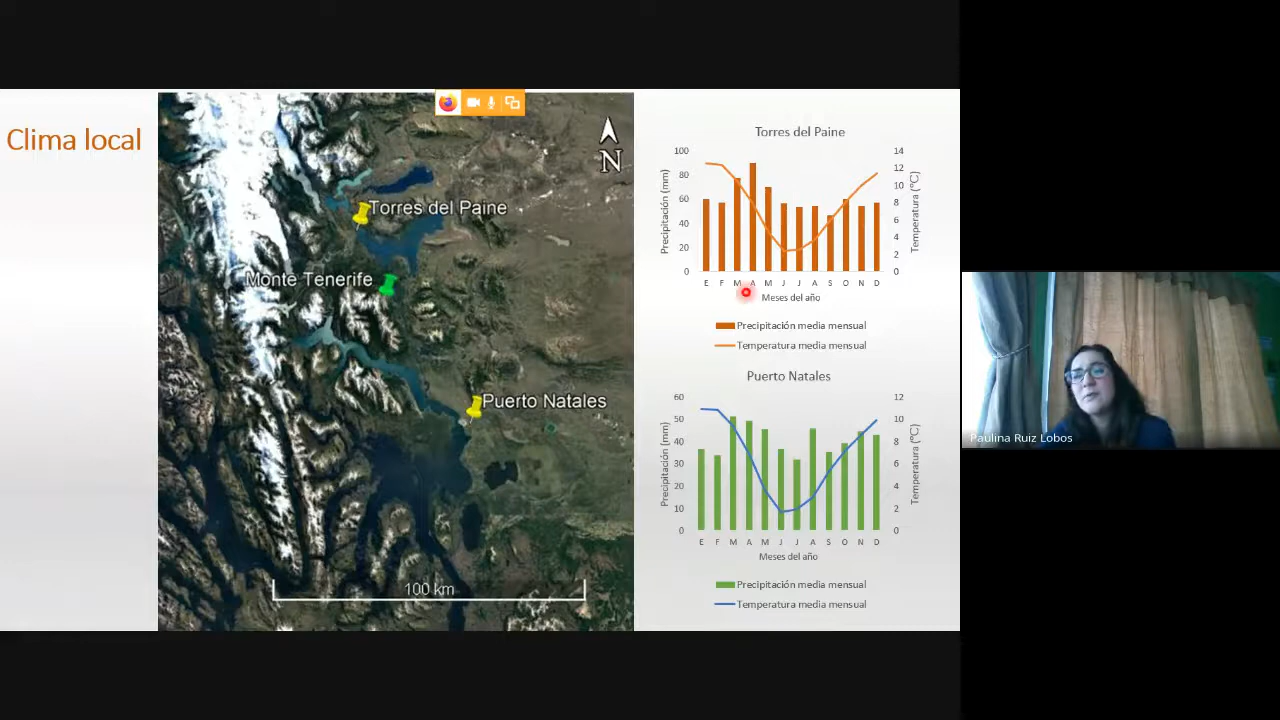 Clima local
N
Torres del Paine
Monte Tenerife
Puerto Natales
100 km
Torres del Paine
Precipitación (mm)
100
80
60
40
20
0
Temperatura (°C)
14
12
10
8
6
4
2
0
E F M A M J J A S O N D
Meses del año
Precipitación media mensual
Temperatura media mensual
Puerto Natales
Precipitación (mm)
60
50
40
30
20
10
0
Temperatura (°C)
12
10
8
6
4
2
0
E F M A M J J A S O N D
Meses del año
Precipitación media mensual
Temperatura media mensual
Paulina Ruiz Lobos